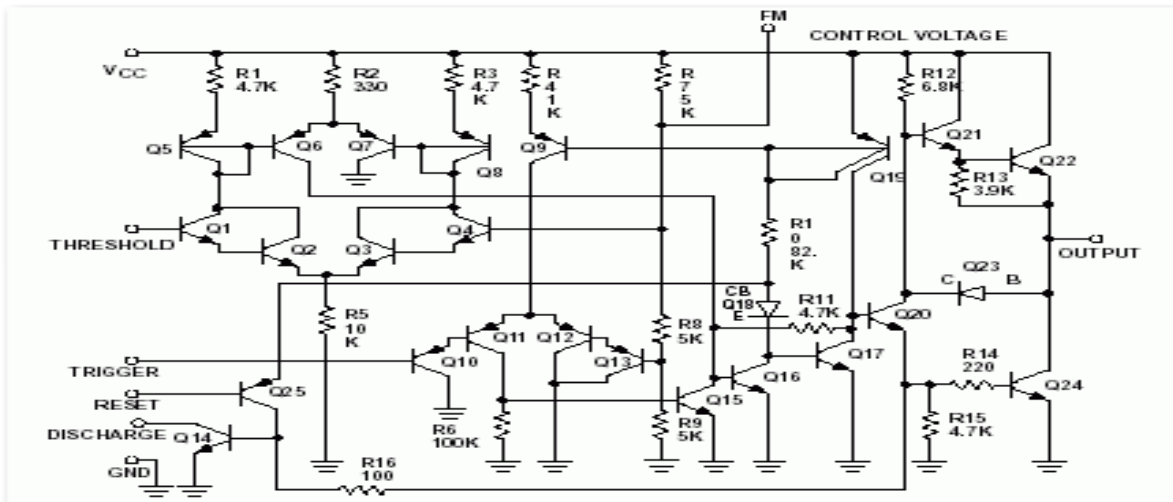 FM
CONTROL VOLTAGE
VCC
R1
4.7K
R2
330
R3
4.7
K
R
4 1
K
R
7 5
K
R12
6.8K
Q5
Q6
Q7
Q8
Q9
Q19
Q21
Q22
R13
3.9K
THRESHOLD
Q1
Q2
Q3
Q4
R1
0
82.
K
OUTPUT
Q23
C B
CB
Q18
E
R11
4.7K
Q20
R5
10
K
Q11
Q12
R8
5K
TRIGGER
Q10
Q13
Q17
Q16
R14
220
Q24
Q25
RESET
Q15
DISCHARGE
Q14
R6
100K
R9
5K
R15
4.7K
GND
R16
100